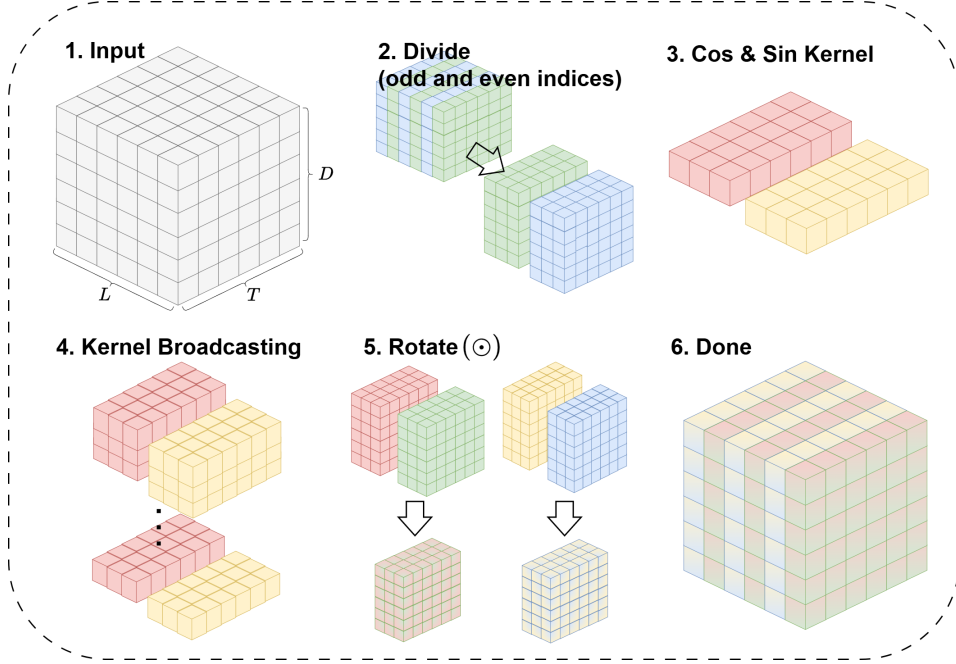 1. Input
2. Divide
(odd and even indices)
3. Cos & Sin Kernel
D
L
T
4. Kernel Broadcasting
5. Rotate (⊙)
6. Done